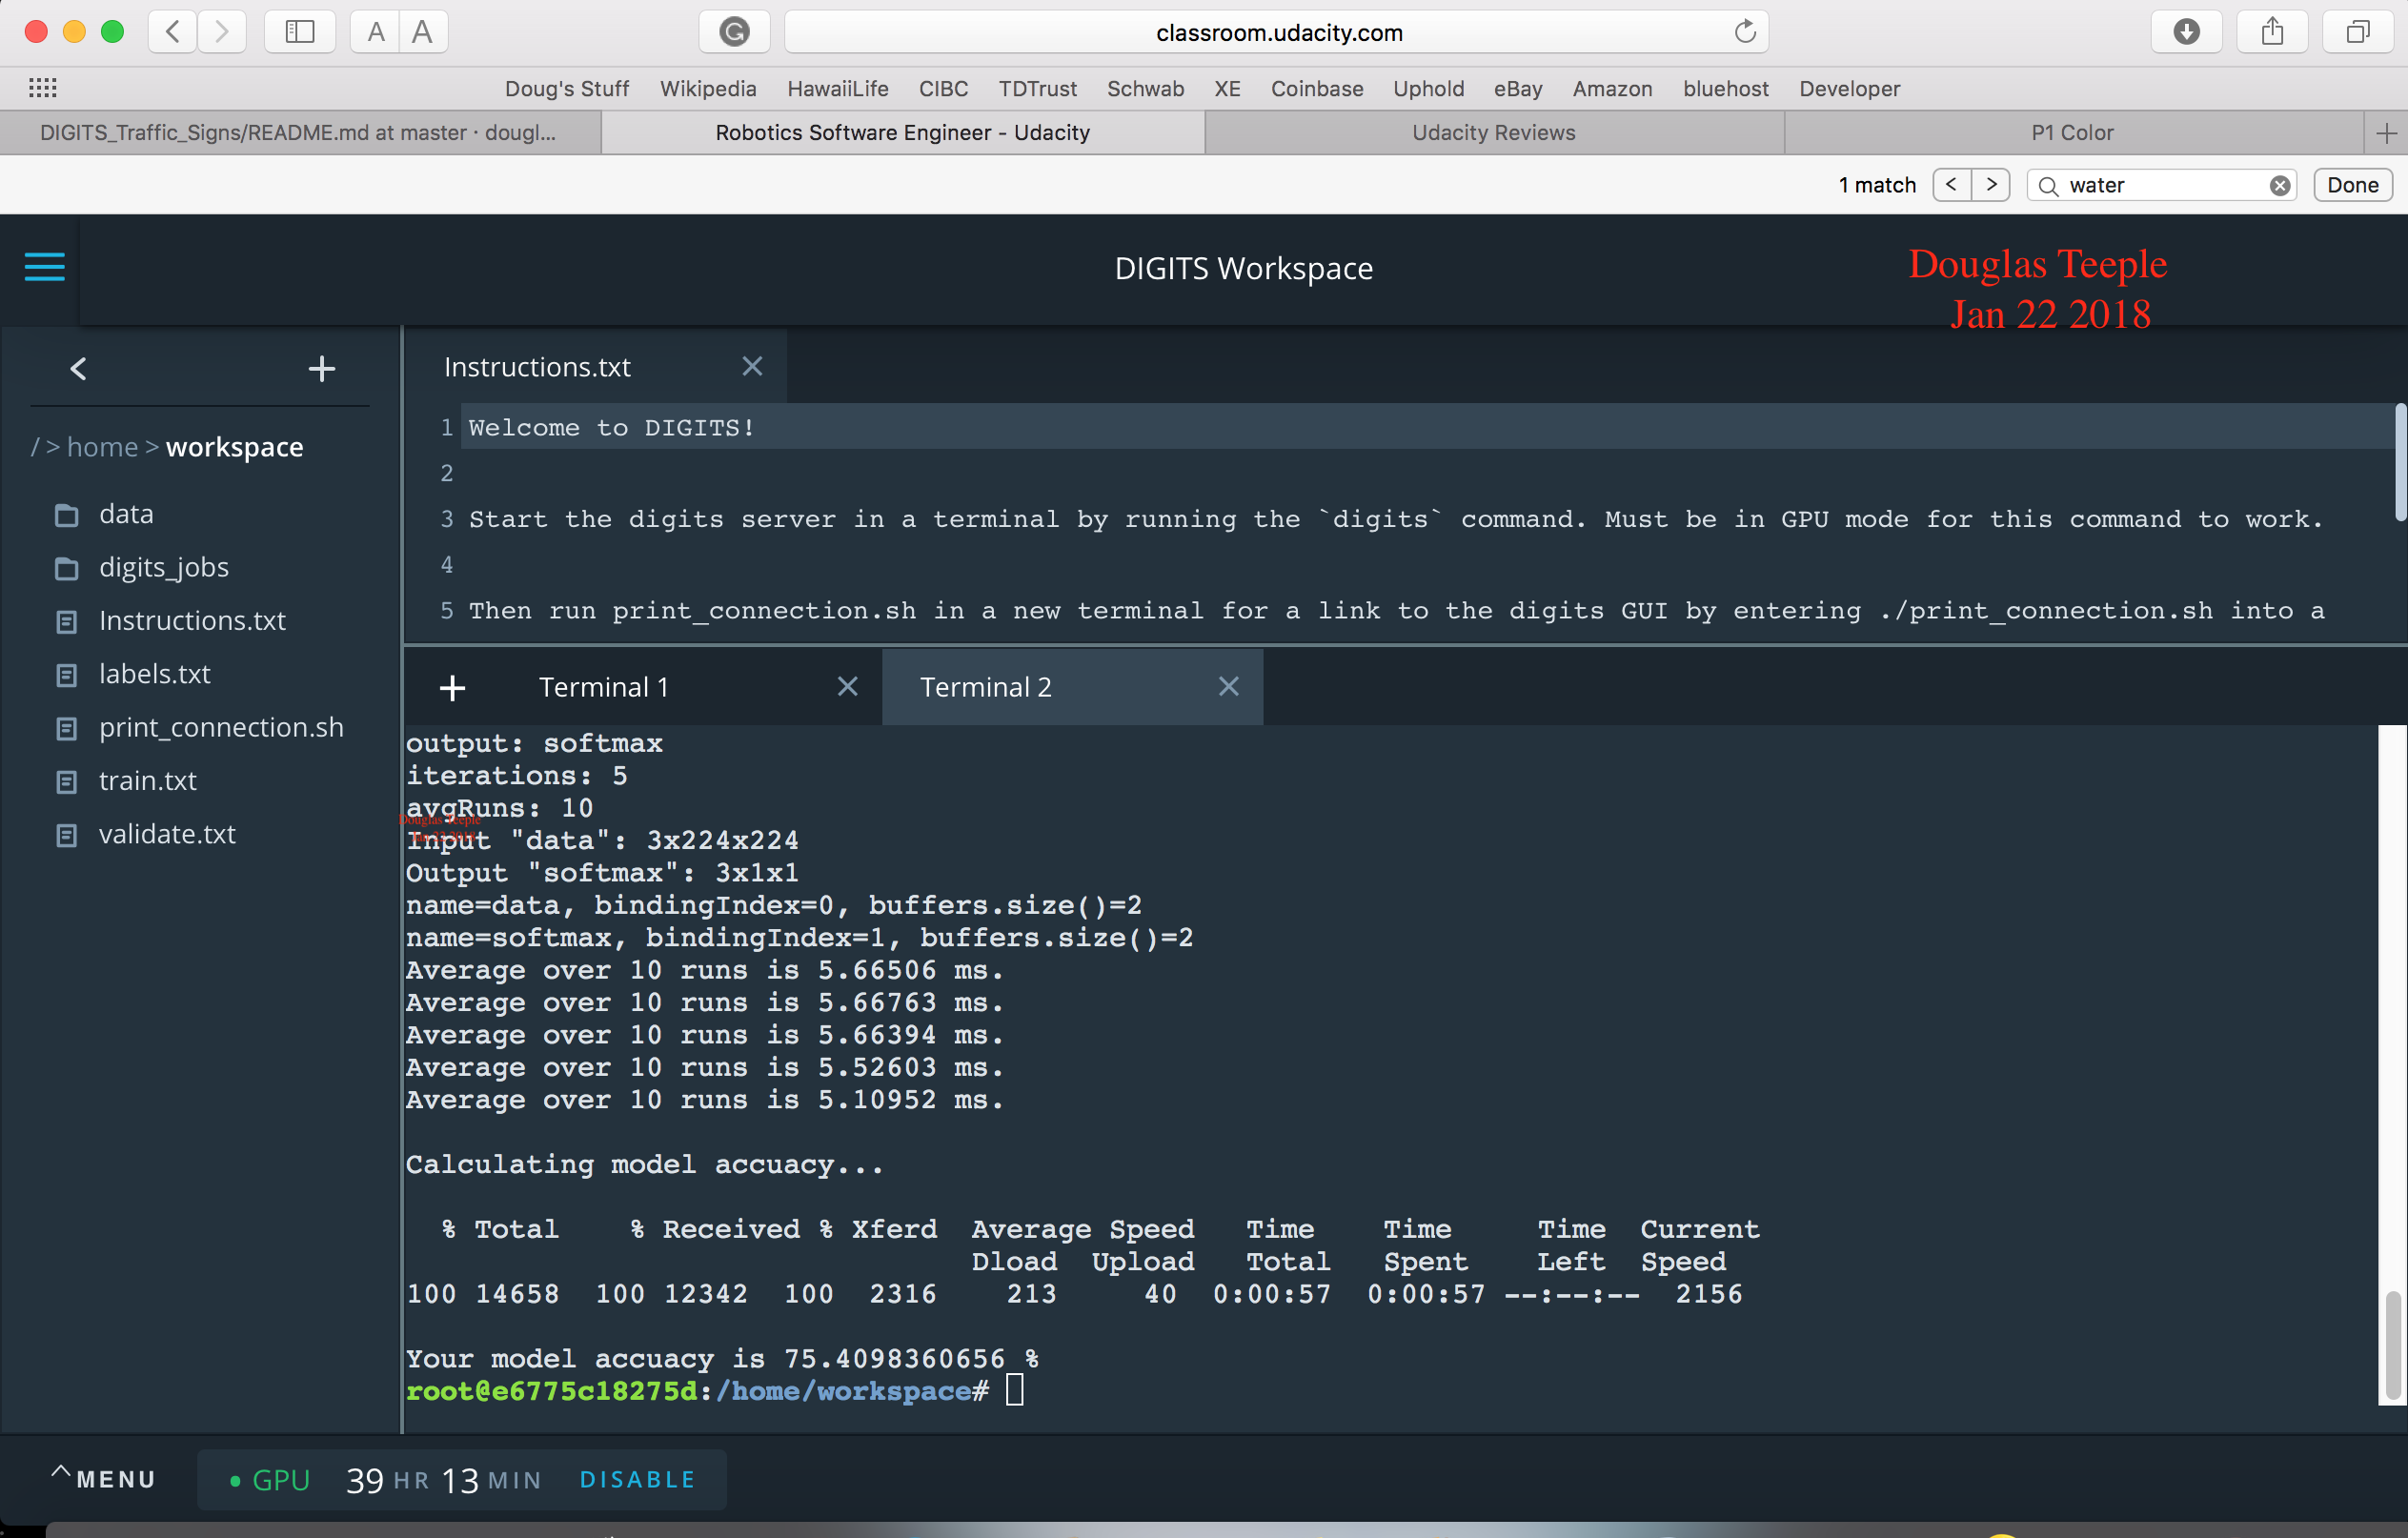 classroom.udacity.com
Doug's Stuff Wikipedia HawaiiLife CIBC TDTrust Schwab XE Coinbase Uphold eBay Amazon bluehost Developer
DIGITS_Traffic_Signs/README.md at master · dougl... Robotics Software Engineer - Udacity Udacity Reviews P1 Color
1 match water Done
DIGITS Workspace
Douglas Teeple
Jan 22 2018
/ > home > workspace
data
digits_jobs
Instructions.txt
labels.txt
print_connection.sh
train.txt
validate.txt
Instructions.txt
1 Welcome to DIGITS!
2
3 Start the digits server in a terminal by running the `digits` command. Must be in GPU mode for this command to work.
4
5 Then run print_connection.sh in a new terminal for a link to the digits GUI by entering ./print_connection.sh into a
Terminal 1 Terminal 2
output: softmax
iterations: 5
avgRuns: 10
Douglas Teeple
Jan 22 2018
Input "data": 3x224x224
Output "softmax": 3x1x1
name=data, bindingIndex=0, buffers.size()=2
name=softmax, bindingIndex=1, buffers.size()=2
Average over 10 runs is 5.66506 ms.
Average over 10 runs is 5.66763 ms.
Average over 10 runs is 5.66394 ms.
Average over 10 runs is 5.52603 ms.
Average over 10 runs is 5.10952 ms.
Calculating model accuacy...
% Total % Received % Xferd Average Speed Time Time Time Current
Dload Upload Total Spent Left Speed
100 14658 100 12342 100 2316 213 40 0:00:57 0:00:57 --:--:-- 2156
Your model accuacy is 75.4098360656 %
root@e6775c18275d:/home/workspace#
MENU GPU 39 HR 13 MIN DISABLE